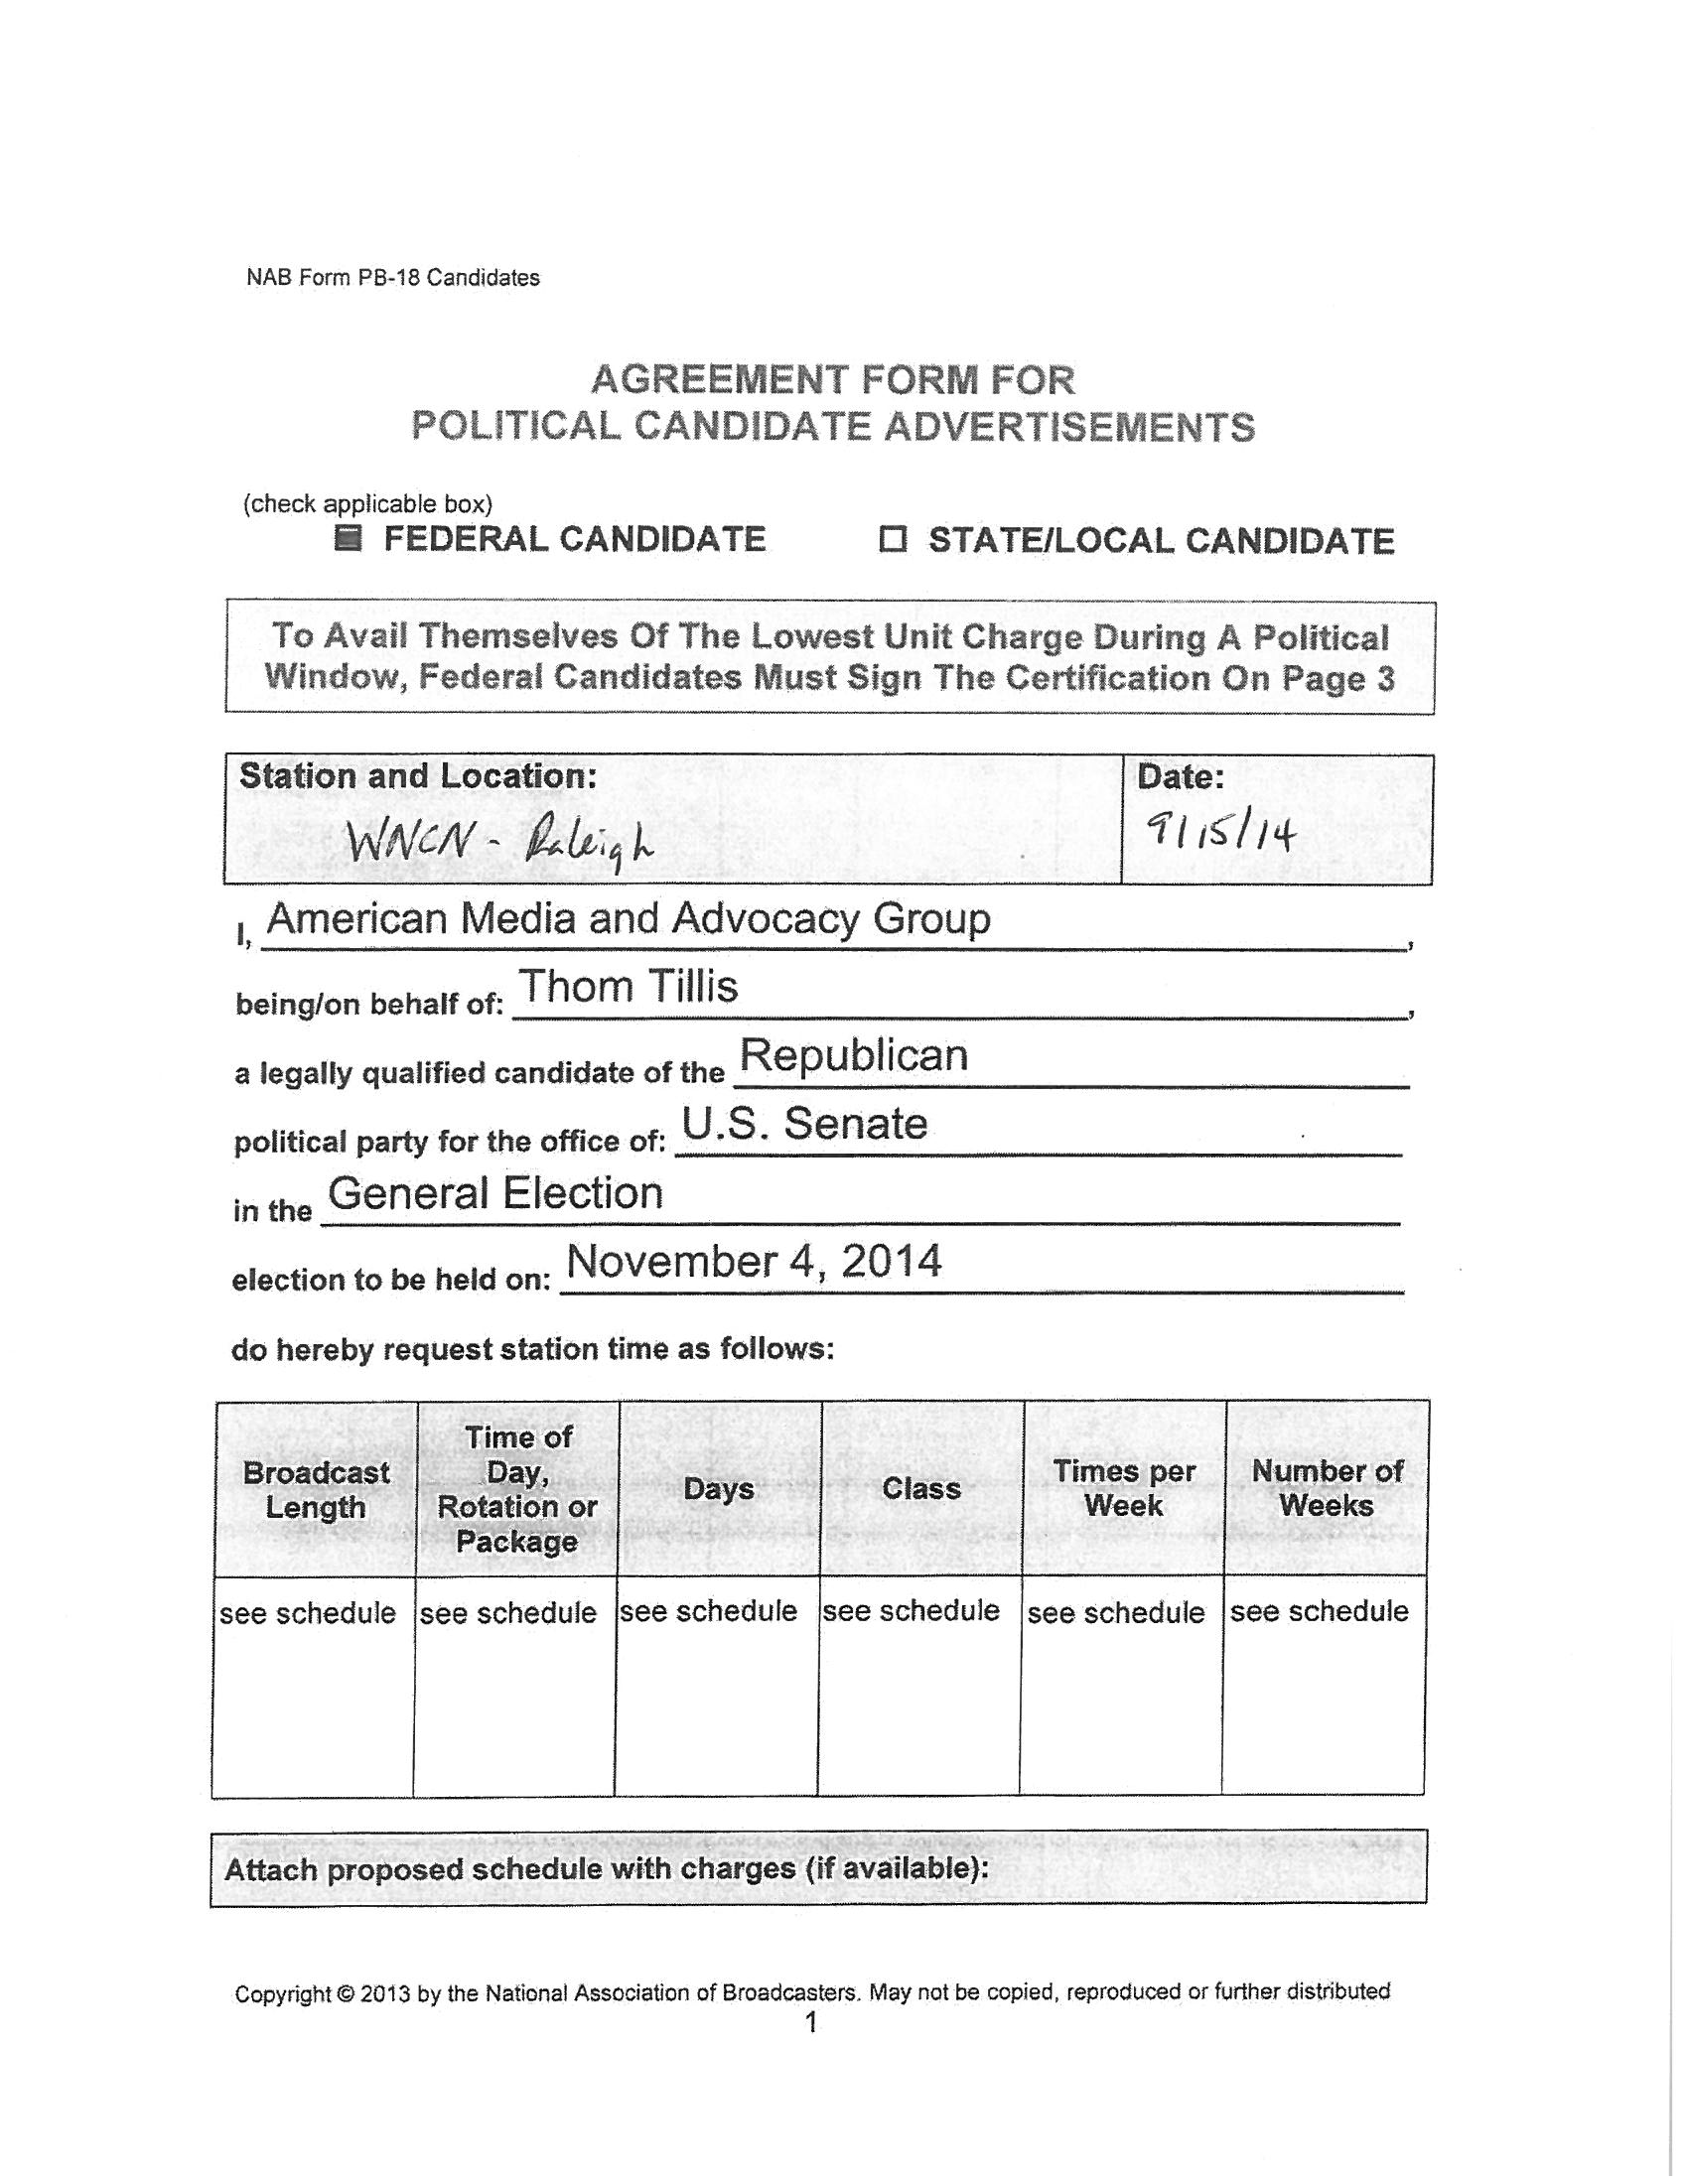 NAB Form PB-18 Candidates
AGREEMENT FORM FOR
POLITICAL CANDIDATE ADVERTISEMENTS
(check applicable box)
FEDERAL CANDIDATE STATE/LOCAL CANDIDATE
To Avail Themselves Of The Lowest Unit Charge During A Political
Window, Federal Candidates Must Sign The Certification On Page 3
Station and Location: Date:
WNCN - Raleigh 9/15/14
I, American Media and Advocacy Group,
being/on behalf of: Thom Tillis,
a legally qualified candidate of the Republican
political party for the office of: U.S. Senate
in the General Election
election to be held on: November 4, 2014
do hereby request station time as follows:
Broadcast Length Time of Day, Rotation or Package Days Class Times per Week Number of Weeks
see schedule see schedule see schedule see schedule see schedule see schedule
Attach proposed schedule with charges (if available):
Copyright © 2013 by the National Association of Broadcasters. May not be copied, reproduced or further distributed
1